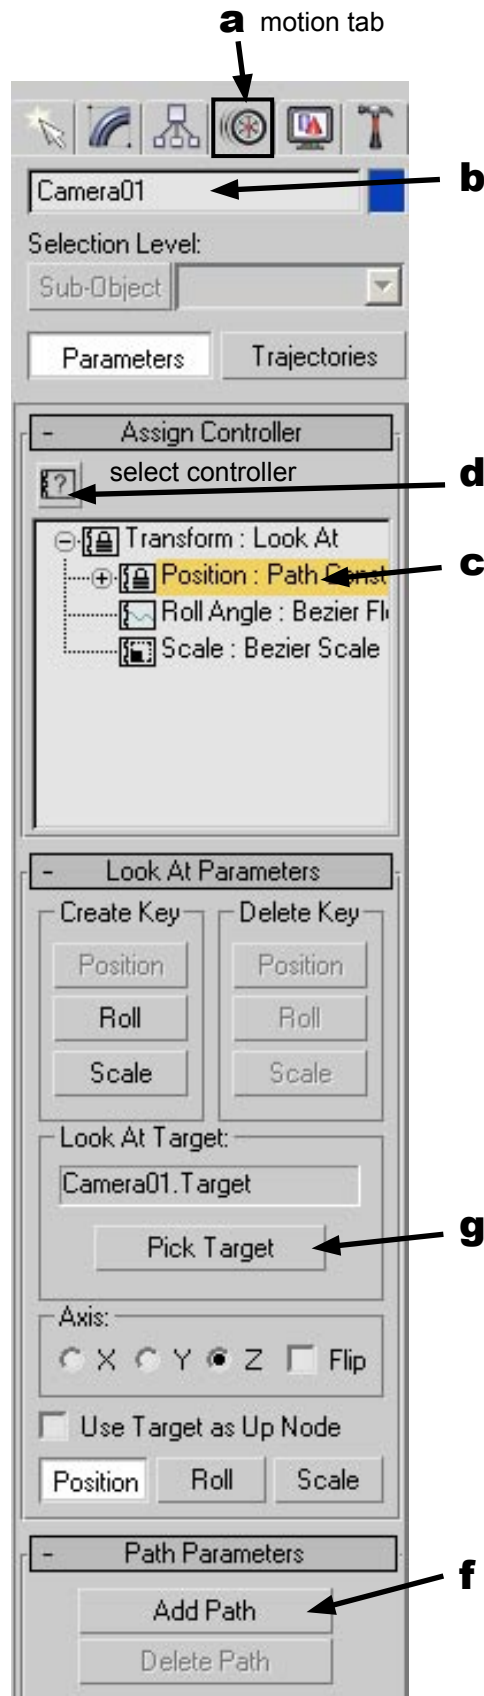 a motion tab
Camera01 b
Selection Level:
Sub-Object
Parameters Trajectories
- Assign Controller
? select controller d
Transform : Look At
Position : Path Const c
Roll Angle : Bezier Fl
Scale : Bezier Scale
- Look At Parameters
Create Key Delete Key
Position Position
Roll Roll
Scale Scale
Look At Target:
Camera01.Target
Pick Target g
Axis:
X Y Z Flip
Use Target as Up Node
Position Roll Scale
- Path Parameters
Add Path f
Delete Path